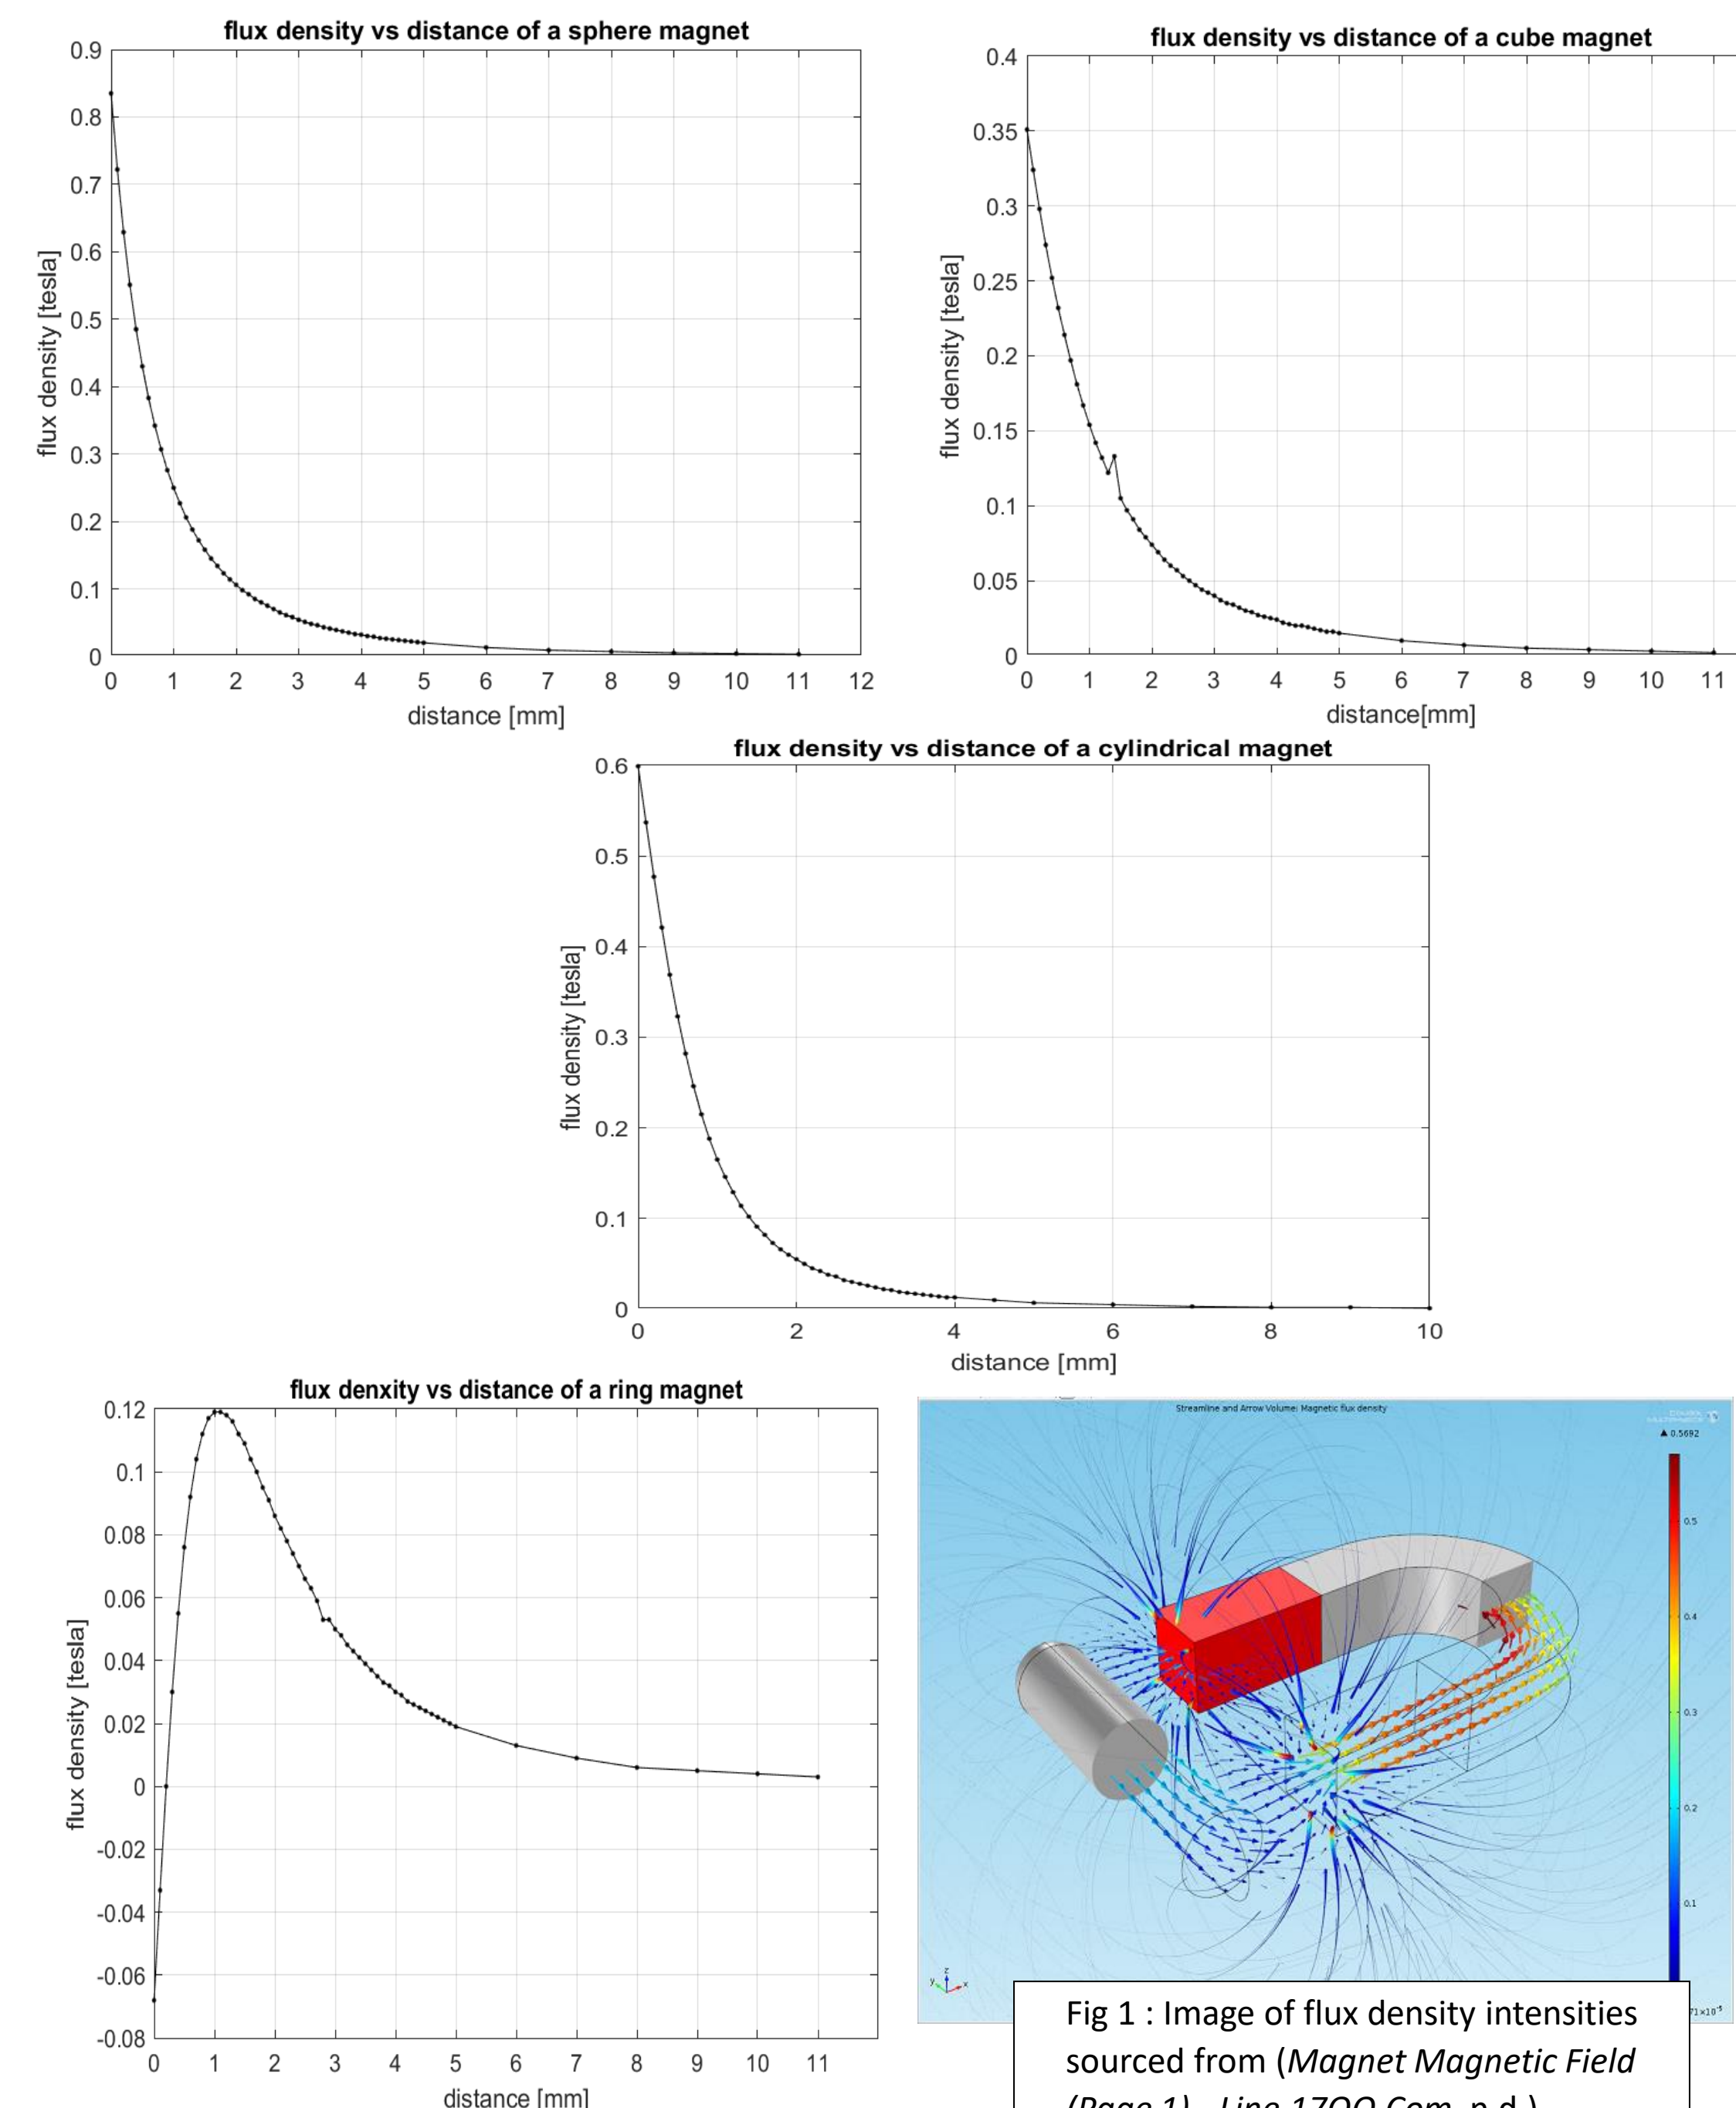 flux density vs distance of a sphere magnet
0.9
0.8
0.7
0.6
0.5
0.4
0.3
0.2
0.1
0
flux density [tesla]
0 1 2 3 4 5 6 7 8 9 10 11 12
distance [mm]
flux density vs distance of a cube magnet
0.4
0.35
0.3
0.25
0.2
0.15
0.1
0.05
0
flux density [tesla]
0 1 2 3 4 5 6 7 8 9 10 11
distance[mm]
flux density vs distance of a cylindrical magnet
0.6
0.5
0.4
0.3
0.2
0.1
0
flux density [tesla]
0 2 4 6 8 10
distance [mm]
flux denxity vs distance of a ring magnet
0.12
0.1
0.08
0.06
0.04
0.02
0
-0.02
-0.04
-0.06
-0.08
flux density [tesla]
0 1 2 3 4 5 6 7 8 9 10 11
distance [mm]
Streamline and Arrow Volume: Magnetic flux density
▲ 0.5692
0.5
0.4
0.3
0.2
0.1
71×10⁻⁵
z
y x
Fig 1 : Image of flux density intensities
sourced from (Magnet Magnetic Field
(Page 1) - Line.17QQ.Com, n.d.)